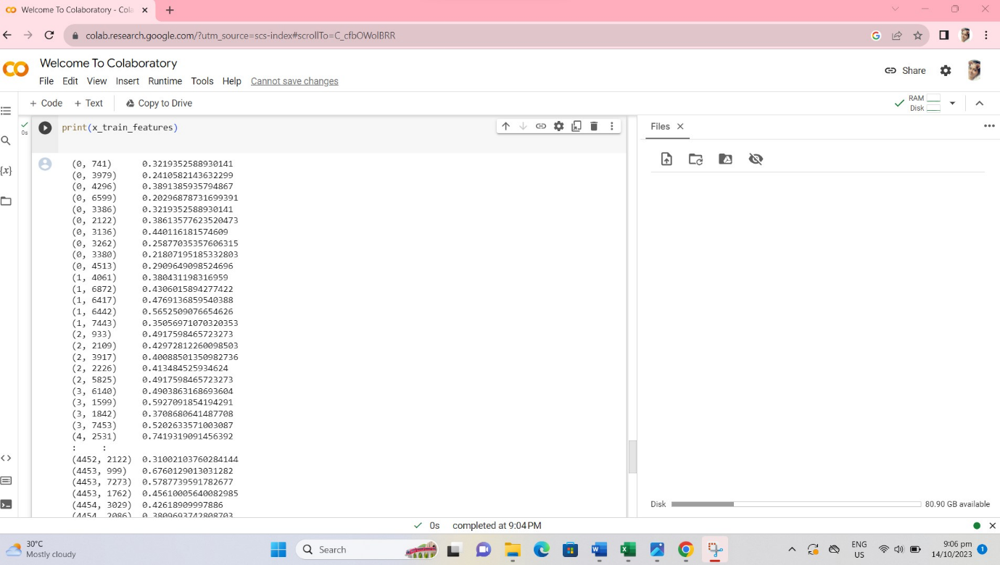 Welcome To Colaboratory - Cola
colab.research.google.com/?utm_source=scs-index#scrollTo=C_cfbOWolBRR
Welcome To Colaboratory
File Edit View Insert Runtime Tools Help Cannot save changes
Share
+ Code + Text Copy to Drive
RAM
Disk
0s
print(x_train_features)
Files
{x}
(0, 741) 0.3219352588930141
(0, 3979) 0.2410582143632299
(0, 4296) 0.3891385935794867
(0, 6599) 0.20296878731699391
(0, 3386) 0.3219352588930141
(0, 2122) 0.38613577623520473
(0, 3136) 0.440116181574609
(0, 3262) 0.25877035357606315
(0, 3380) 0.21807195185332803
(0, 4513) 0.2909649098524696
(1, 4061) 0.380431198316959
(1, 6872) 0.4306015894277422
(1, 6417) 0.4769136859540388
(1, 6442) 0.5652509076654626
(1, 7443) 0.35056971070320353
(2, 933) 0.4917598465723273
(2, 2109) 0.42972812260098503
(2, 3917) 0.40088501350982736
(2, 2226) 0.413484525934624
(2, 5825) 0.4917598465723273
(3, 6140) 0.4903863168693604
(3, 1599) 0.5927091854194291
(3, 1842) 0.3708680641487708
(3, 7453) 0.5202633571003087
(4, 2531) 0.7419319091456392
: :
(4452, 2122) 0.31002103760284144
(4453, 999) 0.6760129013031282
(4453, 7273) 0.5787739591782677
(4453, 1762) 0.45610005640082985
(4454, 3029) 0.42618909997886
(4454, 2086) 0.3809693742808703
Disk 80.90 GB available
0s completed at 9:04 PM
30°C
Mostly cloudy
Search
ENG
US
9:06 pm
14/10/2023
1